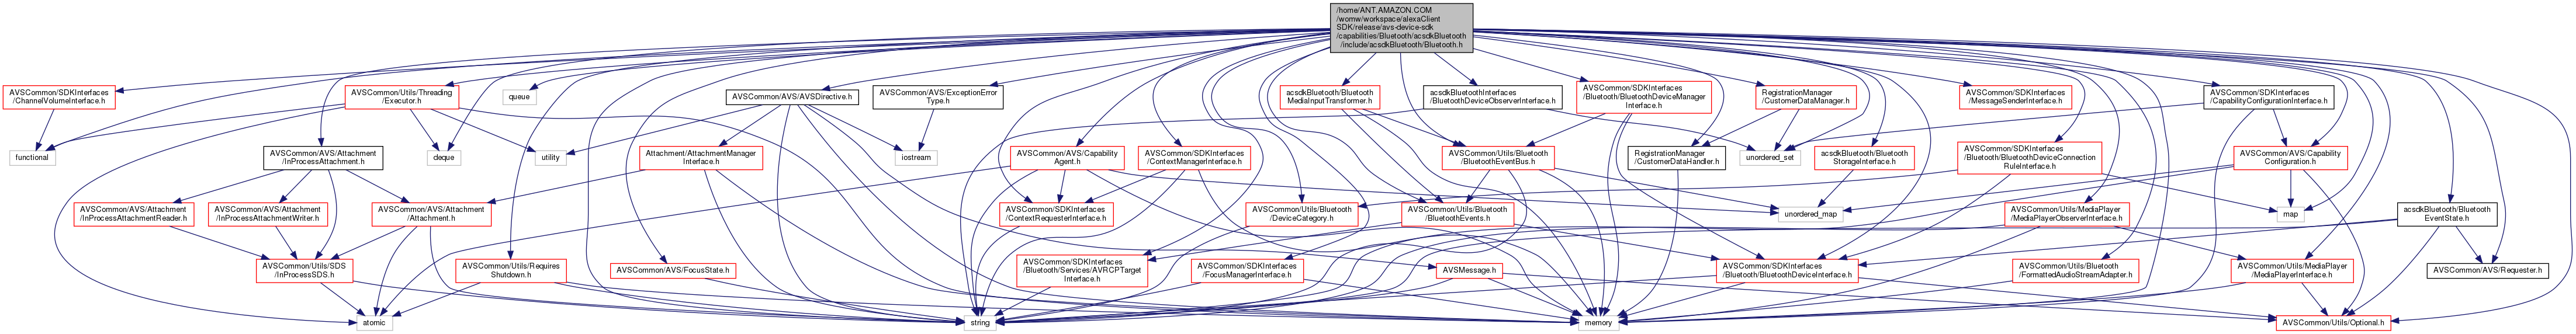 /home/ANT.AMAZON.COM
/womw/workspace/alexaClient
SDK/release/avs-device-sdk
/capabilities/Bluetooth/acsdkBluetooth
/include/acsdkBluetooth/Bluetooth.h
AVSCommon/SDKInterfaces
/ChannelVolumeInterface.h
AVSCommon/Utils/Threading
/Executor.h
queue
AVSCommon/AVS/AVSDirective.h
AVSCommon/AVS/ExceptionError
Type.h
acsdkBluetooth/Bluetooth
MediaInputTransformer.h
acsdkBluetoothInterfaces
/BluetoothDeviceObserverInterface.h
AVSCommon/SDKInterfaces
/Bluetooth/BluetoothDeviceManager
Interface.h
RegistrationManager
/CustomerDataManager.h
AVSCommon/SDKInterfaces
/MessageSenderInterface.h
AVSCommon/SDKInterfaces
/CapabilityConfigurationInterface.h
functional
AVSCommon/AVS/Attachment
/InProcessAttachment.h
deque
utility
Attachment/AttachmentManager
Interface.h
iostream
AVSCommon/AVS/Capability
Agent.h
AVSCommon/SDKInterfaces
/ContextManagerInterface.h
AVSCommon/Utils/Bluetooth
/BluetoothEventBus.h
RegistrationManager
/CustomerDataHandler.h
unordered_set
acsdkBluetooth/Bluetooth
StorageInterface.h
AVSCommon/SDKInterfaces
/Bluetooth/BluetoothDeviceConnection
RuleInterface.h
AVSCommon/AVS/Capability
Configuration.h
AVSCommon/AVS/Attachment
/InProcessAttachmentReader.h
AVSCommon/AVS/Attachment
/InProcessAttachmentWriter.h
AVSCommon/AVS/Attachment
/Attachment.h
AVSCommon/SDKInterfaces
/ContextRequesterInterface.h
AVSCommon/Utils/Bluetooth
/DeviceCategory.h
AVSCommon/Utils/Bluetooth
/BluetoothEvents.h
unordered_map
AVSCommon/Utils/MediaPlayer
/MediaPlayerObserverInterface.h
map
acsdkBluetooth/Bluetooth
EventState.h
AVSCommon/Utils/SDS
/InProcessSDS.h
AVSCommon/Utils/Requires
Shutdown.h
AVSCommon/AVS/FocusState.h
AVSCommon/SDKInterfaces
/Bluetooth/Services/AVRCPTarget
Interface.h
AVSCommon/SDKInterfaces
/FocusManagerInterface.h
AVSMessage.h
AVSCommon/SDKInterfaces
/Bluetooth/BluetoothDeviceInterface.h
AVSCommon/Utils/Bluetooth
/FormattedAudioStreamAdapter.h
AVSCommon/Utils/MediaPlayer
/MediaPlayerInterface.h
AVSCommon/AVS/Requester.h
atomic
string
memory
AVSCommon/Utils/Optional.h